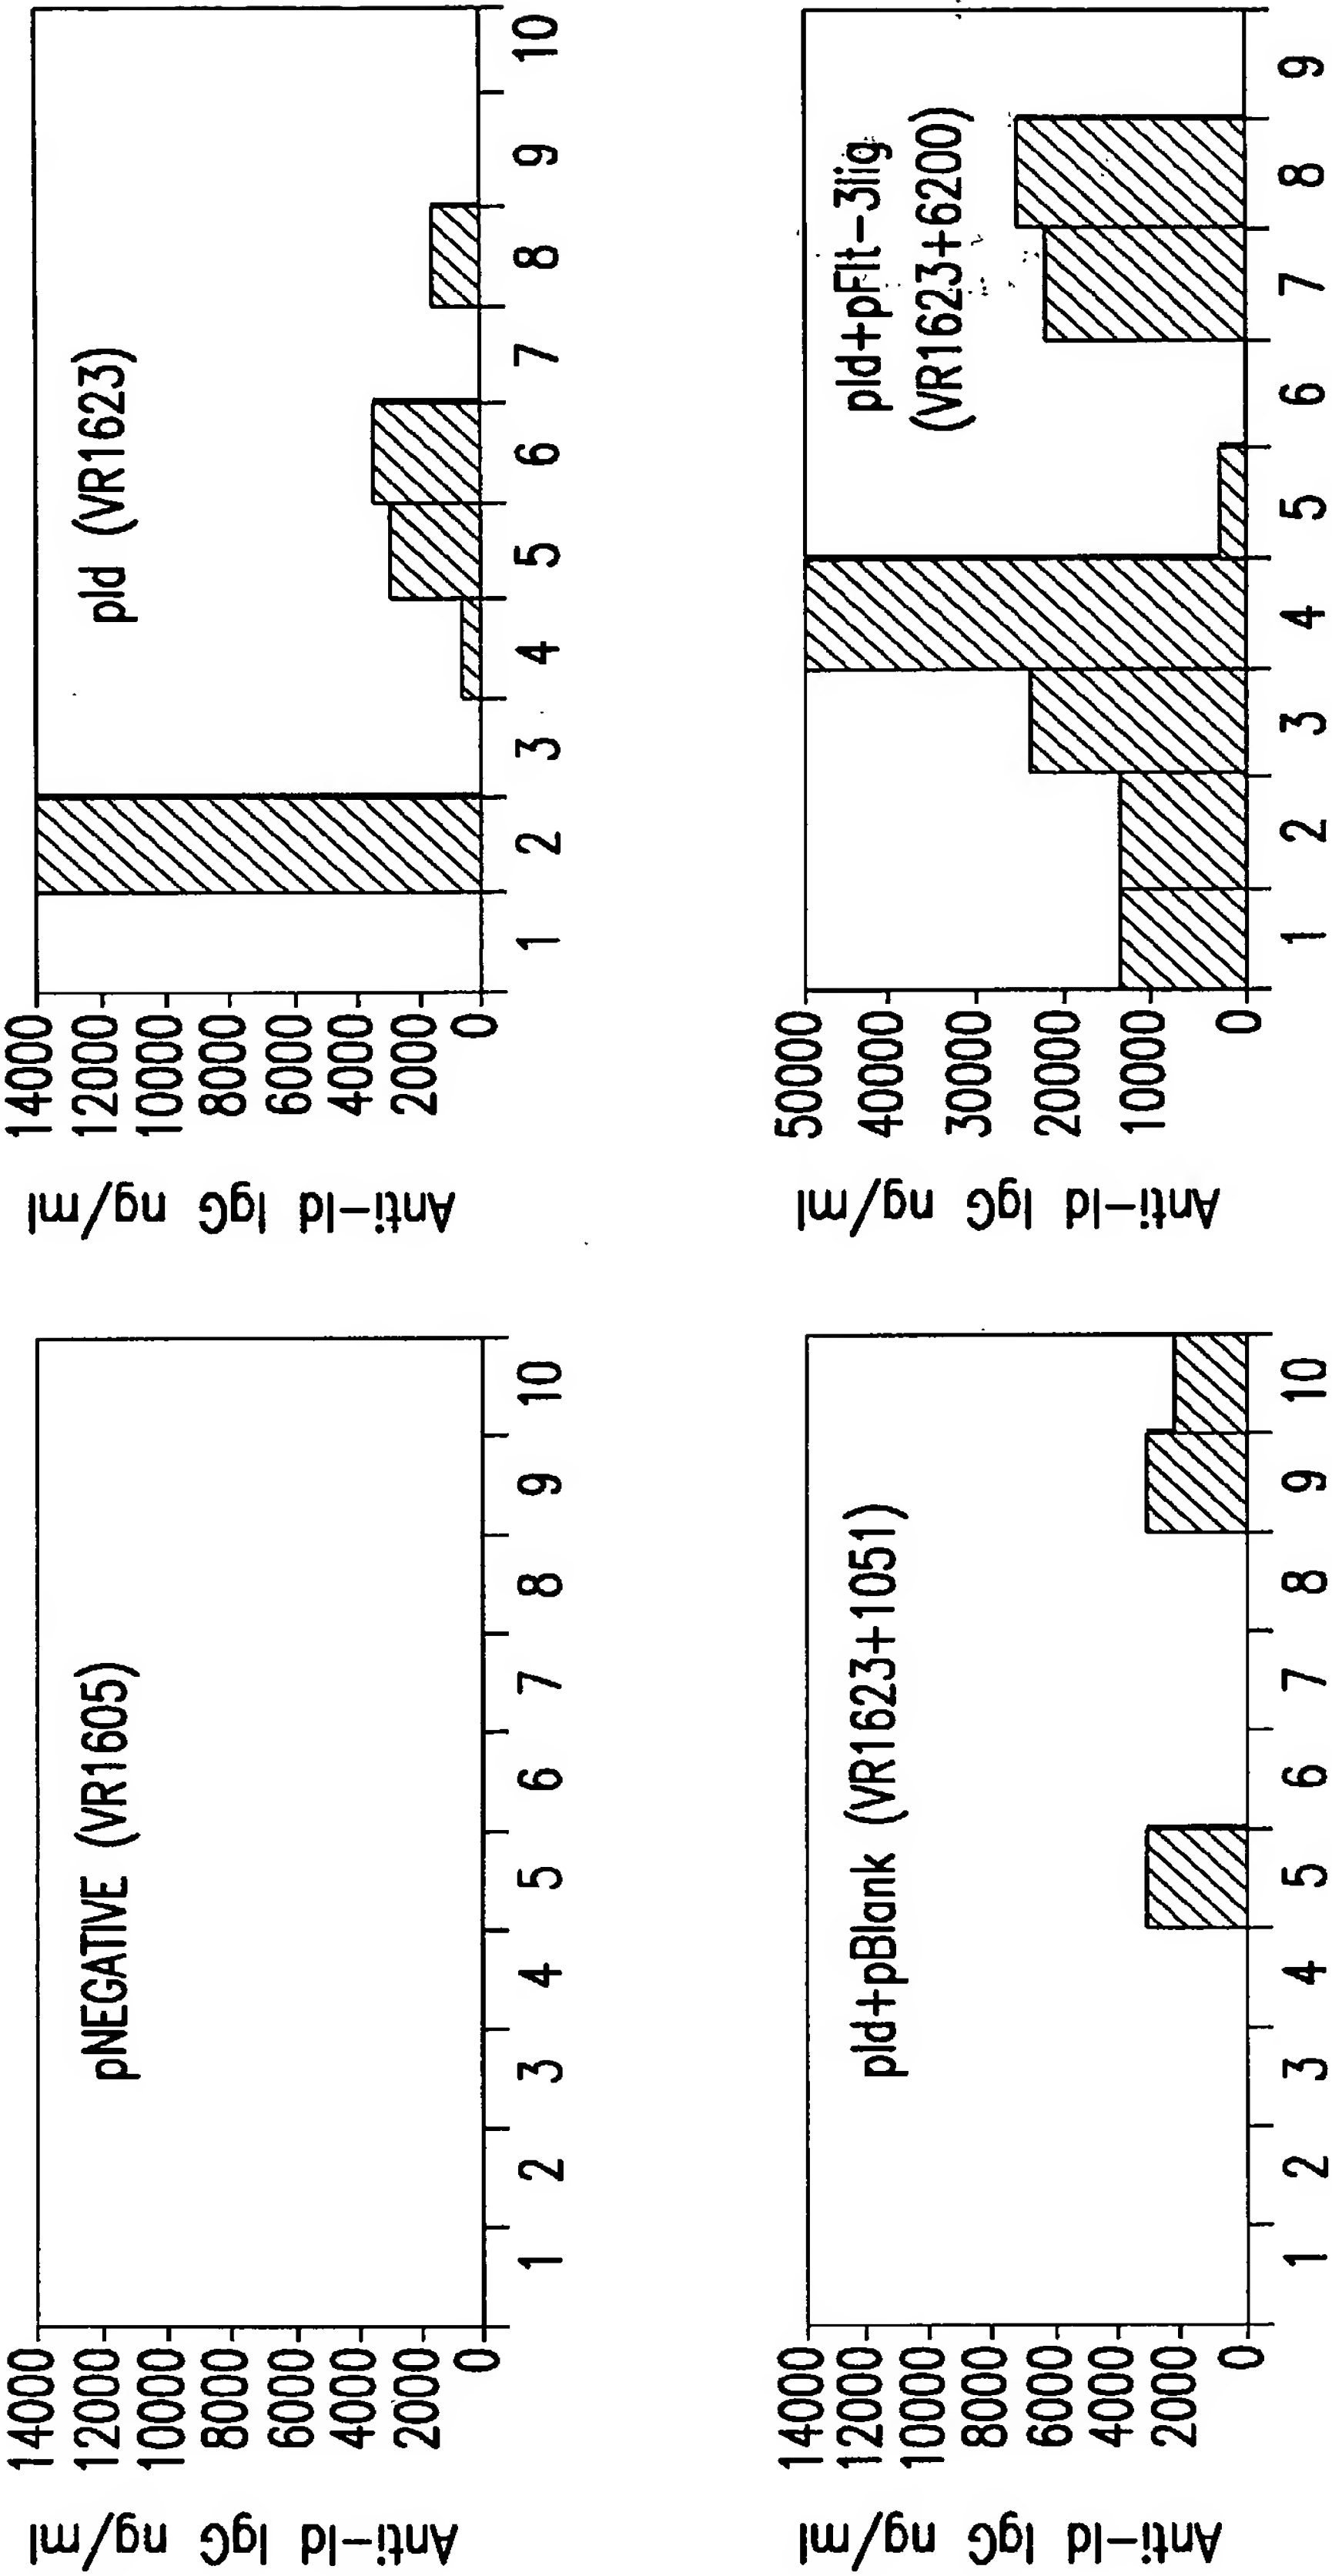 pNEGATIVE (VR1605)
Anti-Id IgG ng/ml
14000
12000
10000
8000
6000
4000
2000
0
1 2 3 4 5 6 7 8 9 10
pId (VR1623)
Anti-Id IgG ng/ml
14000
12000
10000
8000
6000
4000
2000
0
1 2 3 4 5 6 7 8 9 10
pId+pBlank (VR1623+1051)
Anti-Id IgG ng/ml
14000
12000
10000
8000
6000
4000
2000
0
1 2 3 4 5 6 7 8 9 10
pId+pFlt-3lig
(VR1623+6200)
Anti-Id IgG ng/ml
50000
40000
30000
20000
10000
0
1 2 3 4 5 6 7 8 9